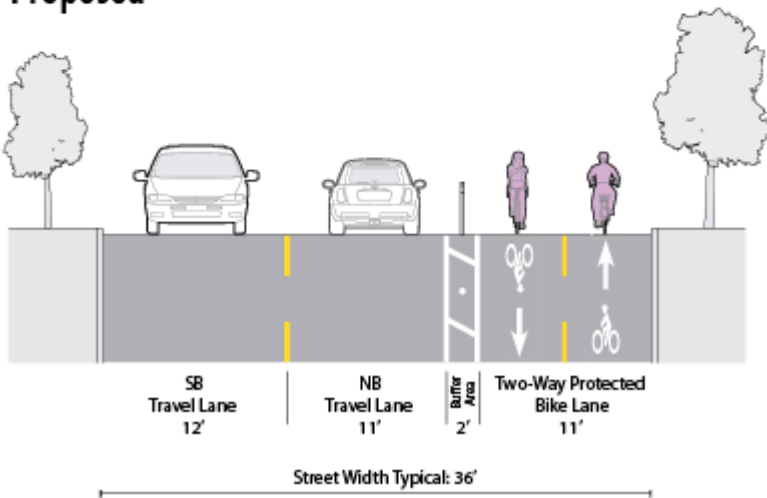 Proposed
SB
Travel Lane
12'
NB
Travel Lane
11'
Buffer
Area
2'
Two-Way Protected
Bike Lane
11'
Street Width Typical: 36'